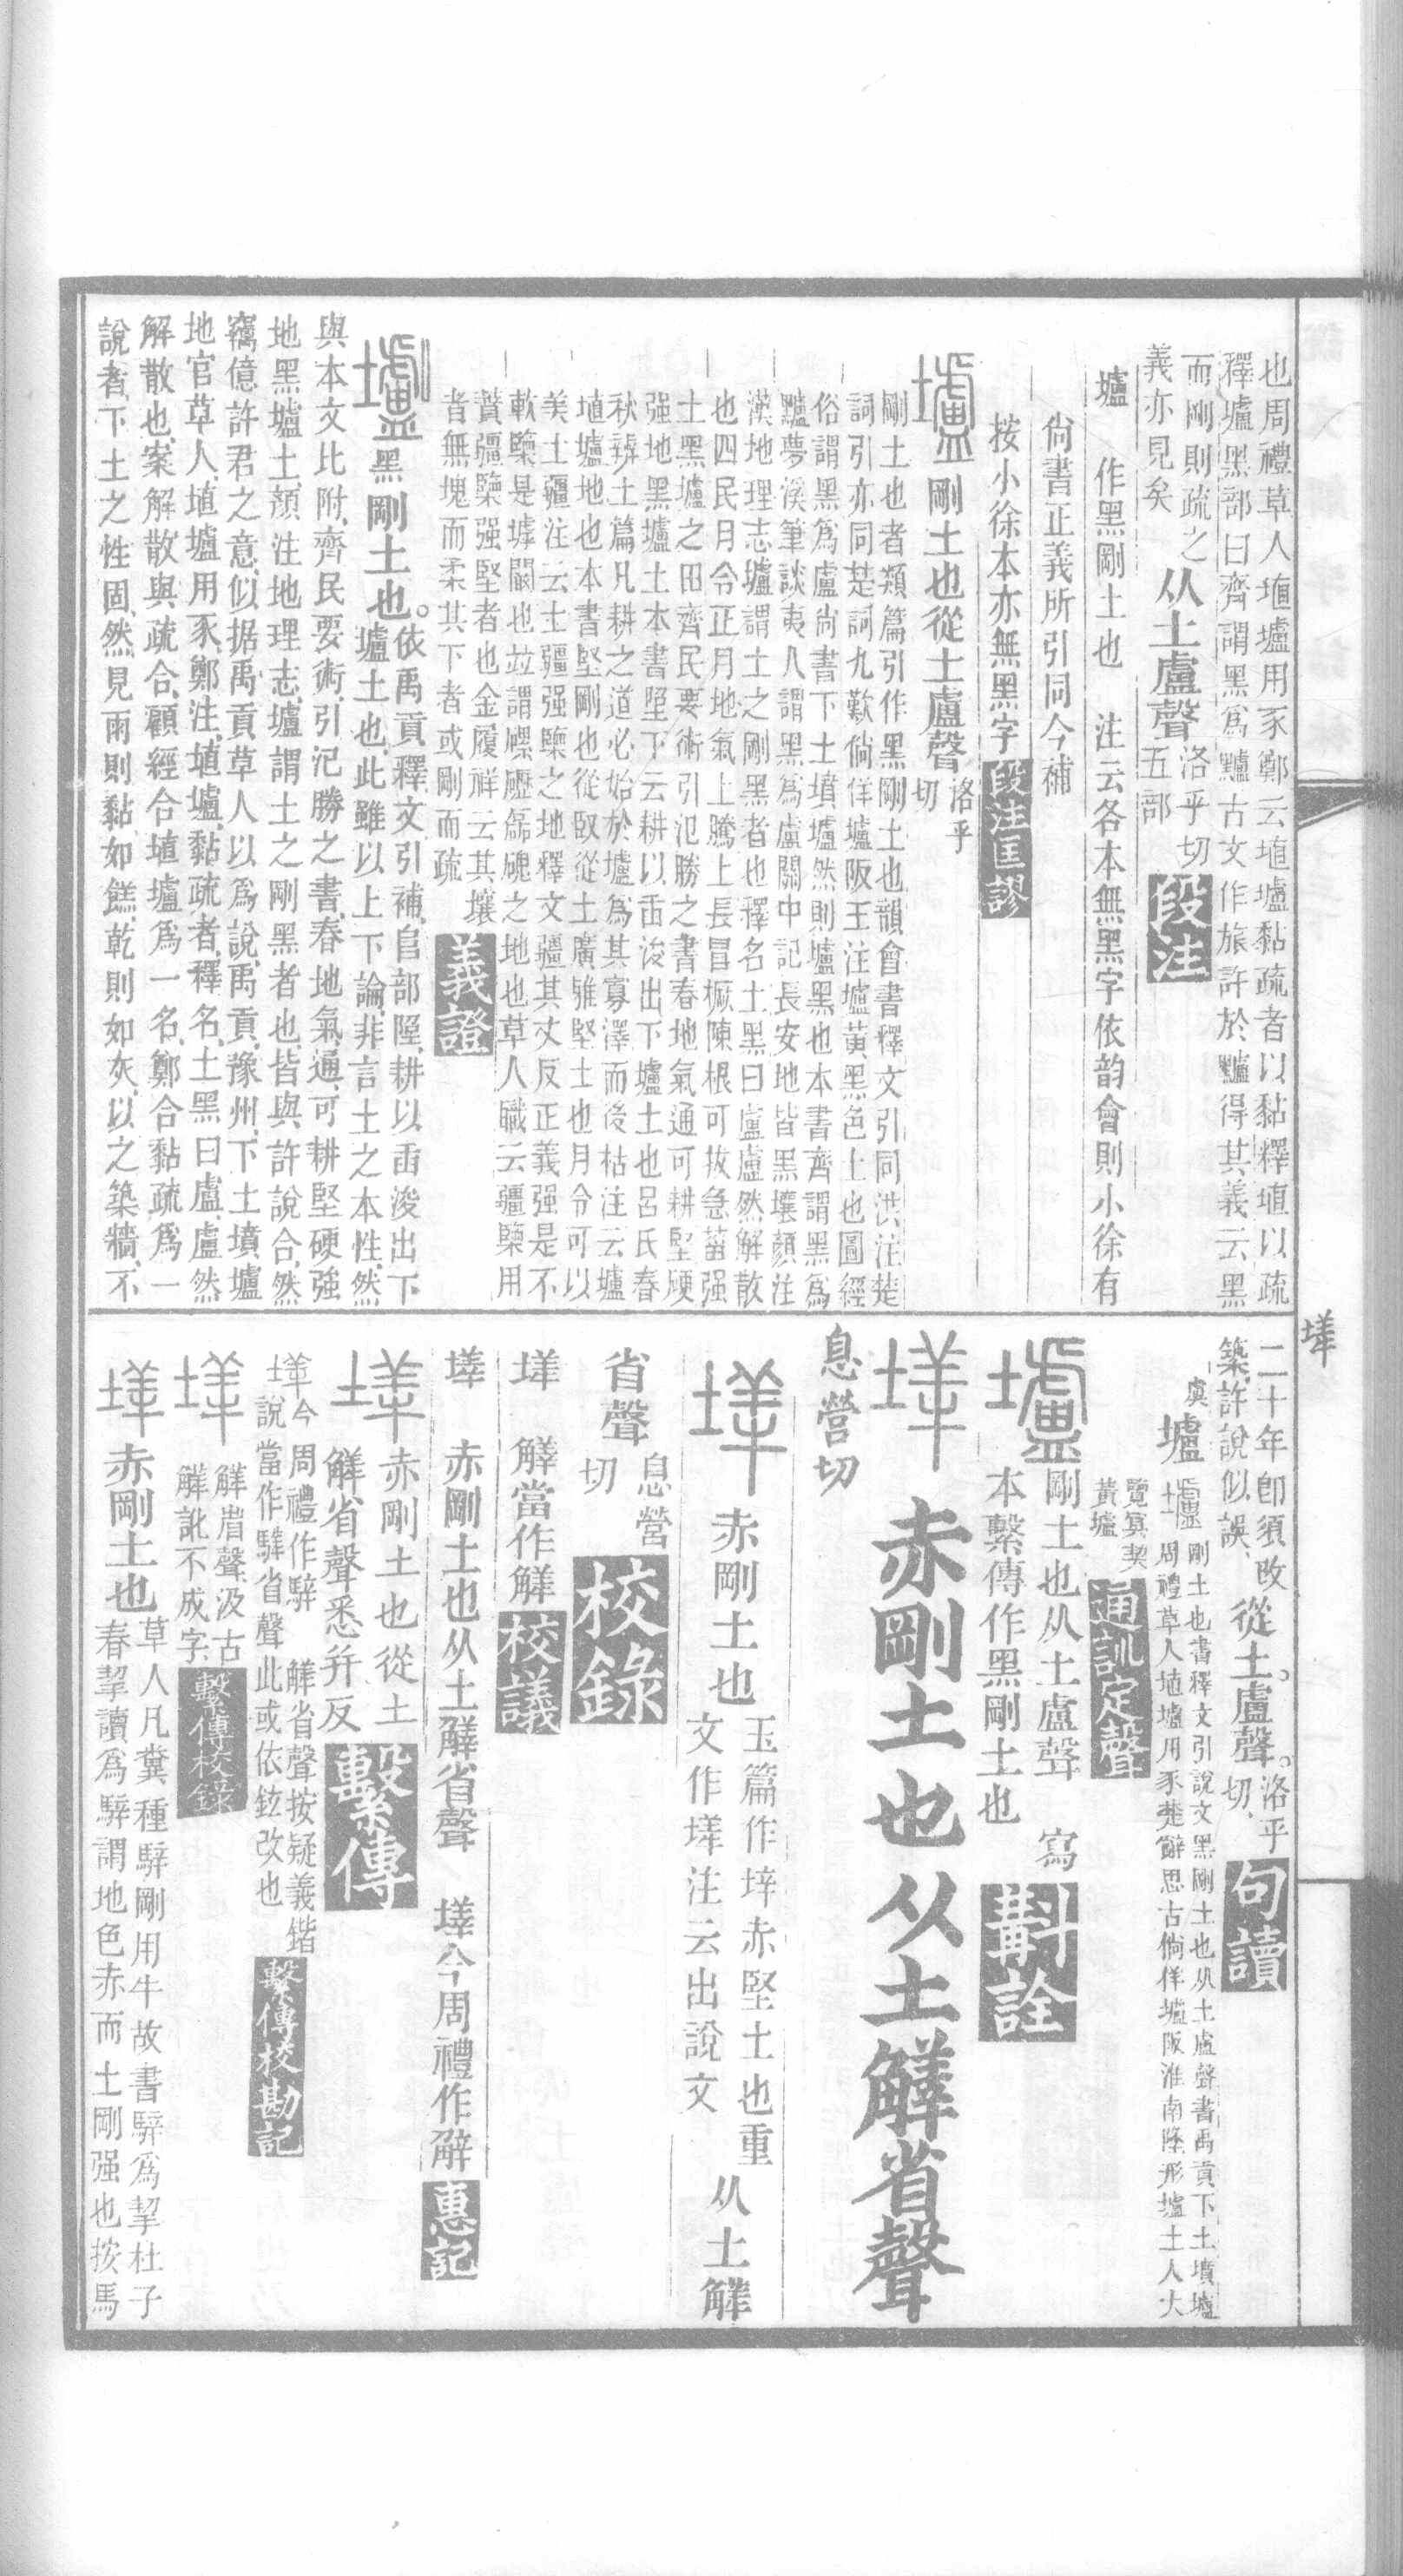 也周禮草人埴壚用豕鄭云埴壚黏疏者以黏釋埴以疏
釋壚黑部曰齊謂黑爲黸古文作旅許於黸得其義云黑
而剛則疏之
義亦見矣
从土盧聲
洛乎切
五部
段注
壚　作黑剛土也　注云各本無黑字依韵會則小徐有
尙書正義所引同今補
按小徐本亦無黑字
段注匡謬
壚
剛土也從土盧聲
洛乎
切
剛土也者類篇引作黑剛土也韻會書釋文引同洪注楚
詞引亦同楚詞九歎倘佯壚阪王注壚黃黑色土也圖經
俗謂黑爲盧尙書下土墳壚然則壚黑也本書齊謂黑爲
黸夢溪筆談夷人謂黑爲盧關中記長安地皆黑壤顏注
漢地理志壚謂土之剛黑者也釋名土黑曰盧盧然解散
也四民月令正月地氣上騰土長冒橛陳根可拔急菑强
土黑壚之田齊民要術引氾勝之書春地氣通可耕堅硬
强地黑壚土本書埅下云耕以臿浚出下壚土也呂氏春
秋辨土篇凡耕之道必始於壚爲其寡澤而後枯注云壚
埴壚地也本書堅剛也從臤從土廣雅堅土也月令可以
美土疆注云土疆强㯺之地釋文疆其丈反正義强是不
軟㯺是墟闞也竝謂磥礰磈之地也草人職云疆㯺用
蕡疆㯺强堅者也金履祥云其壤
者無塊而柔其下者或剛而疏
義證
壚
黑剛土也。
依禹貢釋文引補𨸏部隉耕以臿浚出下
壚土也此雖以上下論非言土之本性然
與本文比附齊民要術引氾勝之書春地氣通可耕堅硬強
地黑壚土顏注地理志壚謂土之剛黑者也皆與許說合然
竊億許君之意似据禹貢草人以爲說禹貢豫州下土墳壚
地官草人埴壚用豕鄭注埴壚黏疏者釋名土黑曰盧盧然
解散也案解散與疏合顧經合埴壚爲一名鄭合黏疏爲一
說者下土之性固然見雨則黏如餻乾則如灰以之築牆不
二十年卽須改
築許說似誤
從土。盧聲。
洛乎
切
句讀
虞
壚
剛土也書釋文引說文黑剛土也从土盧聲書禹貢下土墳壚
周禮草人埴壚用豕楚辭思古倘佯壚阪淮南墬形壚土人大
覽冥契
黃壚
通訓定聲
壚
剛土也从土盧聲　寫
本繫傳作黑剛土也
斠詮
垟
赤剛土也从土觲省聲
息營切
垟
赤剛土也
玉篇作垶赤堅土也重
文作垟注云出說文
从土觲
省聲
息營
切
校錄
垟　觲當作觧
校議
垟　赤剛土也从土觲省聲　垟今周禮作觪
惠記
垟
赤剛土也從土
觧省聲悉幷反
繫傳
垟今周禮作騂　觧省聲按疑義鍇
說當作騂省聲此或依鉉改也
繫傳校勘記
垟
觧省聲汲古
觧訛不成字
繫傳校錄
垟
赤剛土也
草人凡糞種騂剛用牛故書騂爲挈杜子
春挈讀爲騂謂地色赤而土剛强也按馬
垟